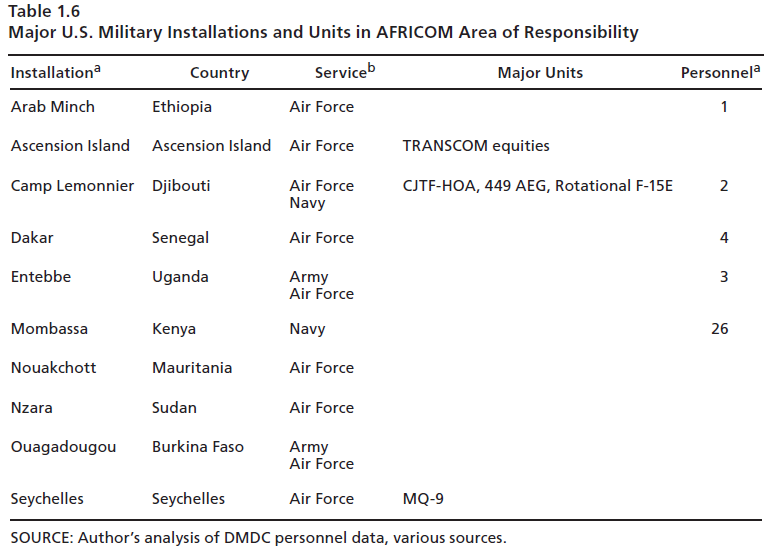 Table 1.6
Major U.S. Military Installations and Units in AFRICOM Area of Responsibility
Installationa Country Serviceb Major Units Personnela
Arab Minch Ethiopia Air Force 1
Ascension Island Ascension Island Air Force TRANSCOM equities
Camp Lemonnier Djibouti Air Force CJTF-HOA, 449 AEG, Rotational F-15E 2
Navy
Dakar Senegal Air Force 4
Entebbe Uganda Army 3
Air Force
Mombassa Kenya Navy 26
Nouakchott Mauritania Air Force
Nzara Sudan Air Force
Ouagadougou Burkina Faso Army
Air Force
Seychelles Seychelles Air Force MQ-9
SOURCE: Author’s analysis of DMDC personnel data, various sources.